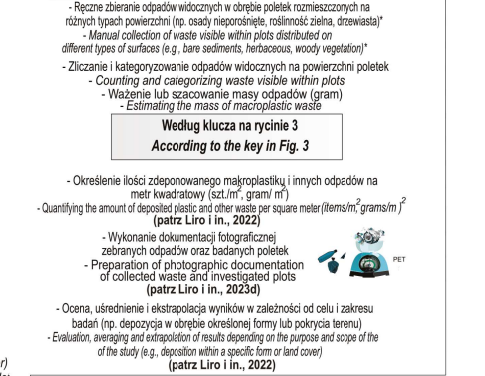 - Ręczne zbieranie odpadów widocznych w obrębie poletek rozmieszczonych na
różnych typach powierzchni (np. osady nieporośnięte, roślinność zielna, drzewiasta)*
- Manual collection of waste visible within plots distributed on
different types of surfaces (e.g, bare sediments, herbaceous, woody vegetation)*
- Zliczanie i kategoryzowanie odpadów widocznych na powierzchni poletek
- Counting and categorizing waste visible within plots
- Ważenie lub szacowanie masy odpadów (gram)
- Estimating the mass of macroplastic waste
Według klucza na rycinie 3
According to the key in Fig. 3
- Określenie ilości zdeponowanego makroplastiku i innych odpadów na
metr kwadratowy (szt./m², gram/ m²)
- Quantifying the amount of deposited plastic and other waste per square meter (items/m², grams/m )²
(patrz Liro i in., 2022)
- Wykonanie dokumentacji fotograficznej
zebranych odpadów oraz badanych poletek
- Preparation of photographic documentation
of collected waste and investigated plots
(patrz Liro i in., 2023d)
PET
- Ocena, uśrednienie i ekstrapolacja wyników w zależności od celu i zakresu
badań (np. depozycja w obrębie określonej formy lub pokrycia terenu)
- Evaluation, averaging and extrapolation of results depending on the purpose and scope of the
of the study (e.g., deposition within a specific form or land cover)
(patrz Liro i in., 2022)
r)